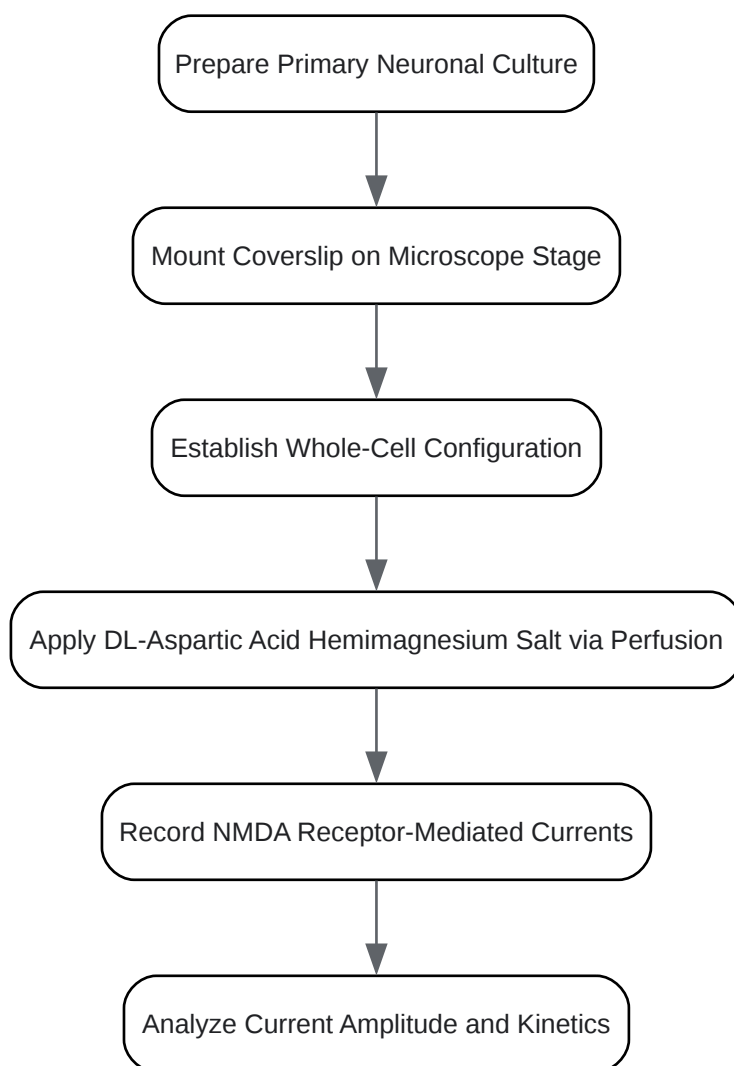 Prepare Primary Neuronal Culture
Mount Coverslip on Microscope Stage
Establish Whole-Cell Configuration
Apply DL-Aspartic Acid Hemimagnesium Salt via Perfusion
Record NMDA Receptor-Mediated Currents
Analyze Current Amplitude and Kinetics